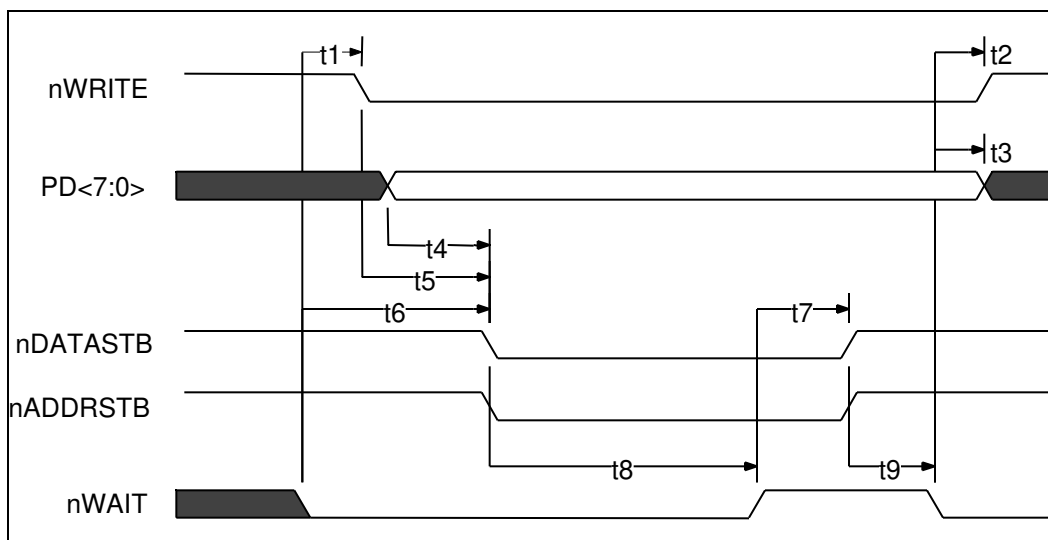 t1
t2
nWRITE
t3
PD<7:0>
t4
t5
t6
t7
nDATASTB
nADDRSTB
t8
t9
nWAIT